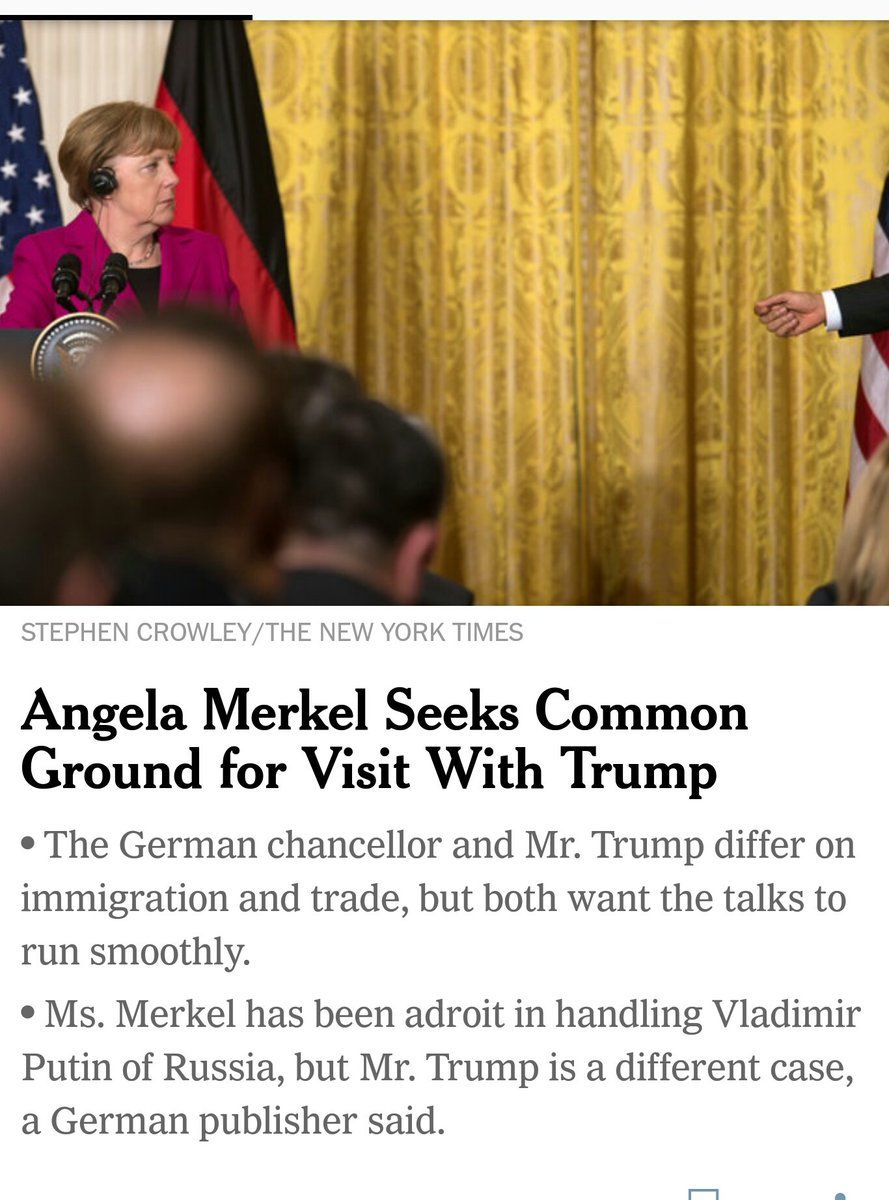 STEPHEN CROWLEY/THE NEW YORK TIMES
Angela Merkel Seeks Common
Ground for Visit With Trump
• The German chancellor and Mr. Trump differ on
immigration and trade, but both want the talks to
run smoothly.
• Ms. Merkel has been adroit in handling Vladimir
Putin of Russia, but Mr. Trump is a different case,
a German publisher said.